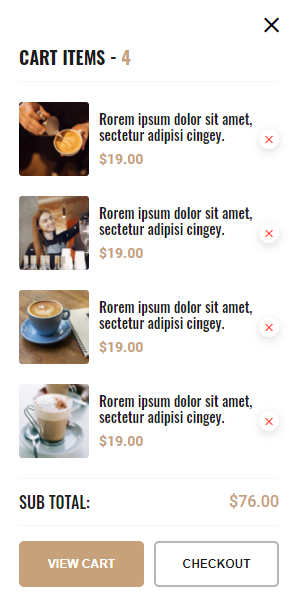 CART ITEMS - 4
Rorem ipsum dolor sit amet,
sectetur adipisi cingey.
$19.00
Rorem ipsum dolor sit amet,
sectetur adipisi cingey.
$19.00
Rorem ipsum dolor sit amet,
sectetur adipisi cingey.
$19.00
Rorem ipsum dolor sit amet,
sectetur adipisi cingey.
$19.00
SUB TOTAL: $76.00
VIEW CART CHECKOUT